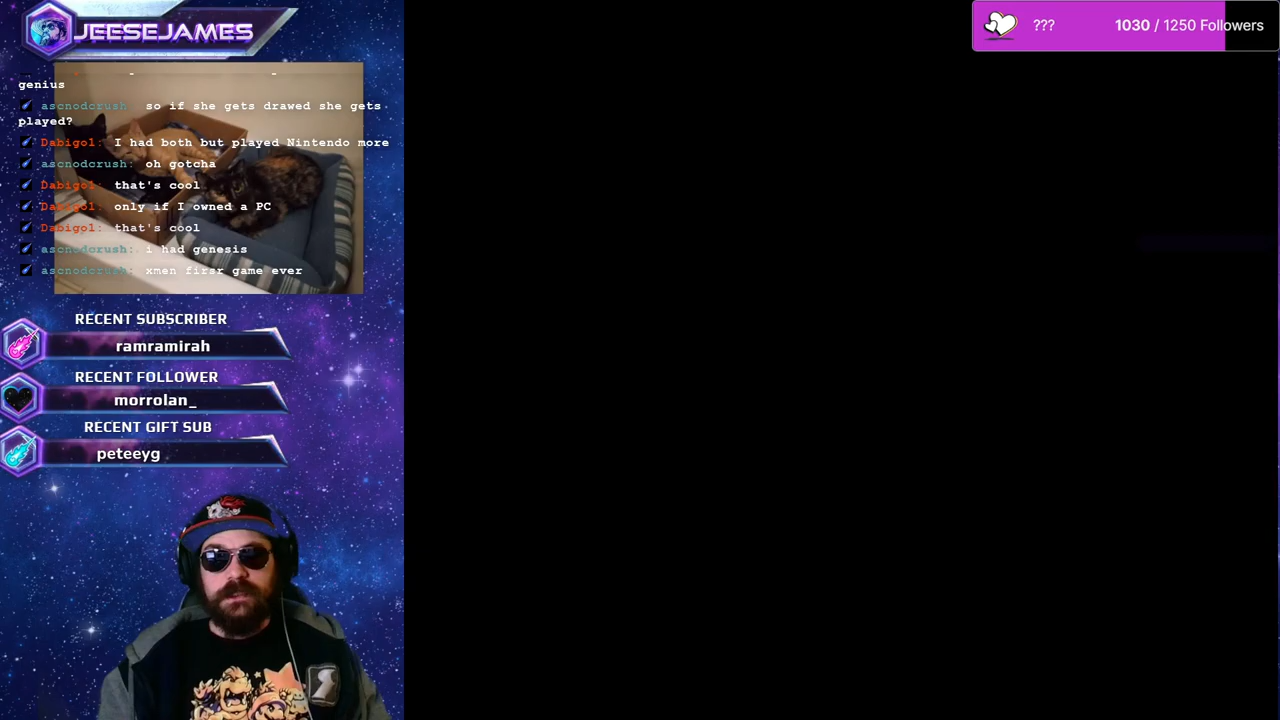 JEESEJAMES
genius
ascnodcrush: so if she gets drawed she gets
played?
Dabigol: I had both but played Nintendo more
ascnodcrush: oh gotcha
Dabigol: that's cool
Dabigol: only if I owned a PC
Dabigol: that's cool
ascnodcrush: i had genesis
ascnodcrush: xmen firsr game ever
RECENT SUBSCRIBER
ramramirah
RECENT FOLLOWER
morrolan_
RECENT GIFT SUB
peteeyg
??? 1030 / 1250 Followers